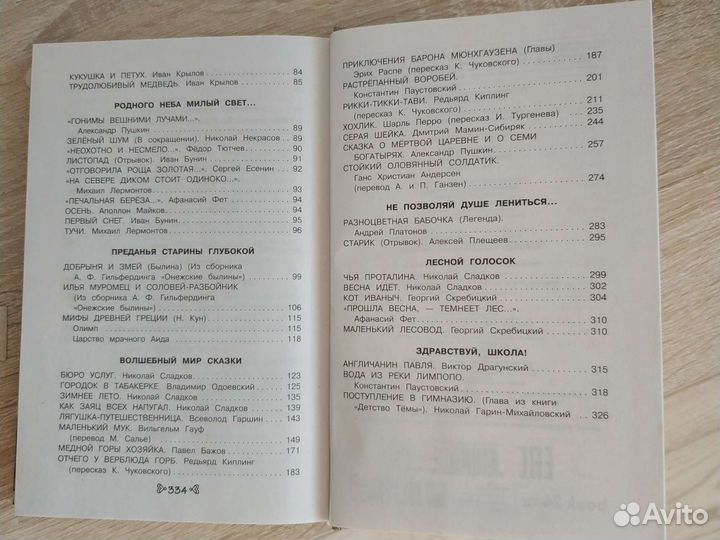 КУКУШКА И ПЕТУХ. Иван Крылов 84
ТРУДОЛЮБИВЫЙ МЕДВЕДЬ. Иван Крылов 85
РОДНОГО НЕБА МИЛЫЙ СВЕТ...
«ГОНИМЫ ВЕШНИМИ ЛУЧАМИ...».
Александр Пушкин 89
ЗЕЛЁНЫЙ ШУМ (В сокращении). Николай Некрасов 89
«НЕОХОТНО И НЕСМЕЛО...». Фёдор Тютчев 90
ЛИСТОПАД (Отрывок). Иван Бунин 91
«ОТГОВОРИЛА РОЩА ЗОЛОТАЯ...». Сергей Есенин 92
«НА СЕВЕРЕ ДИКОМ СТОИТ ОДИНОКО...».
Михаил Лермонтов 93
«ПЕЧАЛЬНАЯ БЕРЁЗА...». Афанасий Фет 94
ОСЕНЬ. Аполлон Майков 94
ПЕРВЫЙ СНЕГ. Иван Бунин 95
ТУЧИ. Михаил Лермонтов 96
ПРЕДАНЬЯ СТАРИНЫ ГЛУБОКОЙ
ДОБРЫНЯ И ЗМЕЙ (Былина) (Из сборника
А. Ф. Гильфердинга «Онежские былины») 99
ИЛЬЯ МУРОМЕЦ И СОЛОВЕЙ-РАЗБОЙНИК
(Из сборника А. Ф. Гильфердинга
«Онежские былины») 106
МИФЫ ДРЕВНЕЙ ГРЕЦИИ (Н. Кун) 115
Олимп 115
Царство мрачного Аида 118
ВОЛШЕБНЫЙ МИР СКАЗКИ
БЮРО УСЛУГ. Николай Сладков 123
ГОРОДОК В ТАБАКЕРКЕ. Владимир Одоевский 125
ЗИМНЕЕ ЛЕТО. Николай Сладков 135
КАК ЗАЯЦ ВСЕХ НАПУГАЛ. Николай Сладков 139
ЛЯГУШКА-ПУТЕШЕСТВЕННИЦА. Всеволод Гаршин 143
МАЛЕНЬКИЙ МУК. Вильгельм Гауф
(перевод М. Салье) 149
МЕДНОЙ ГОРЫ ХОЗЯЙКА. Павел Бажов 171
ОТЧЕГО У ВЕРБЛЮДА ГОРБ. Редьярд Киплинг
(пересказ К. Чуковского) 183
334
ПРИКЛЮЧЕНИЯ БАРОНА МЮНХГАУЗЕНА (Главы)
Эрих Распе (пересказ К. Чуковского) 187
РАСТРЁПАННЫЙ ВОРОБЕЙ.
Константин Паустовский 201
РИККИ-ТИККИ-ТАВИ. Редьярд Киплинг
(пересказ К. Чуковского) 211
ХОХЛИК. Шарль Перро (пересказ И. Тургенева) 235
СЕРАЯ ШЕЙКА. Дмитрий Мамин-Сибиряк 244
СКАЗКА О МЁРТВОЙ ЦАРЕВНЕ И О СЕМИ
БОГАТЫРЯХ. Александр Пушкин 257
СТОЙКИЙ ОЛОВЯННЫЙ СОЛДАТИК.
Ганс Христиан Андерсен
(перевод А. и П. Ганзен) 274
НЕ ПОЗВОЛЯЙ ДУШЕ ЛЕНИТЬСЯ...
РАЗНОЦВЕТНАЯ БАБОЧКА (Легенда).
Андрей Платонов 283
СТАРИК (Отрывок). Алексей Плещеев 295
ЛЕСНОЙ ГОЛОСОК
ЧЬЯ ПРОТАЛИНА. Николай Сладков 299
ВЕСНА ИДЁТ. Николай Сладков 302
КОТ ИВАНЫЧ. Георгий Скребицкий 304
«ПРОШЛА ВЕСНА, — ТЕМНЕЕТ ЛЕС...».
Афанасий Фет 310
МАЛЕНЬКИЙ ЛЕСОВОД. Георгий Скребицкий 310
ЗДРАВСТВУЙ, ШКОЛА!
АНГЛИЧАНИН ПАВЛЯ. Виктор Драгунский 315
ВОДА ИЗ РЕКИ ЛИМПОПО.
Константин Паустовский 318
ПОСТУПЛЕНИЕ В ГИМНАЗИЮ. (Глава из книги
«Детство Тёмы»). Николай Гарин-Михайловский 326
Avito